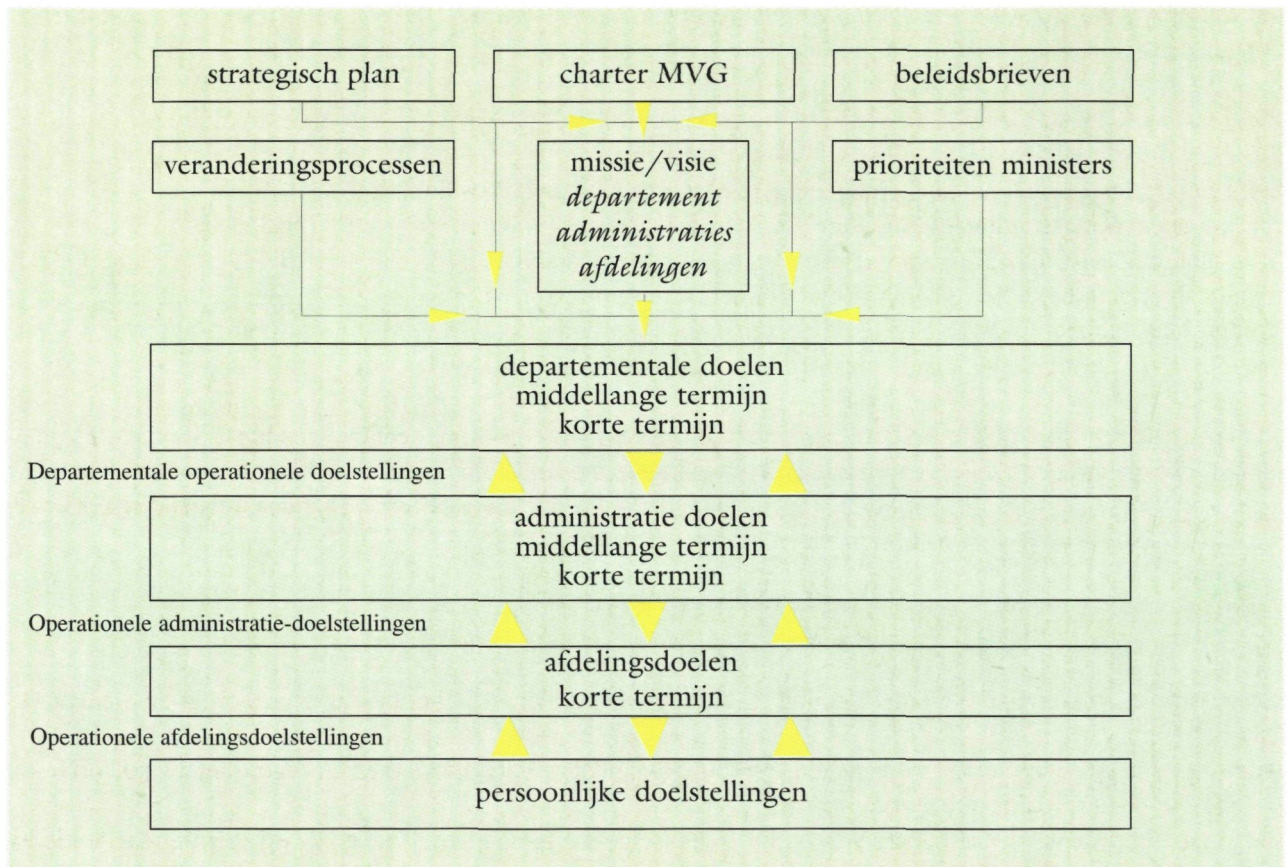 strategisch plan
charter MVG
beleidsbrieven
veranderingsprocessen
missie/visie
departement
administraties
afdelingen
prioriteiten ministers
departementale doelen
middellange termijn
korte termijn
Departementale operationele doelstellingen
administratie doelen
middellange termijn
korte termijn
Operationele administratie-doelstellingen
afdelingsdoelen
korte termijn
Operationele afdelingsdoelstellingen
persoonlijke doelstellingen